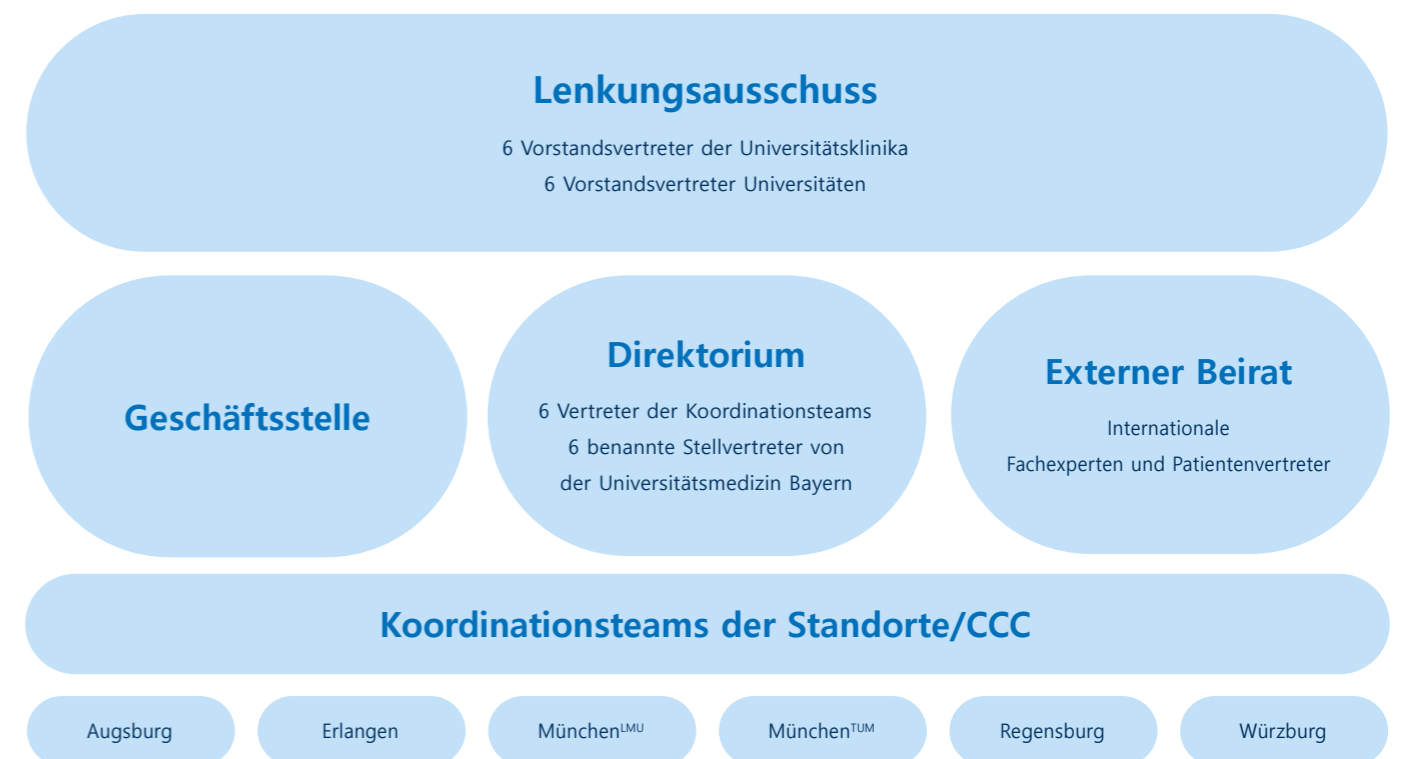 Lenkungsausschuss
6 Vorstandsvertreter der Universitätsklinika
6 Vorstandsvertreter Universitäten
Geschäftsstelle
Direktorium
6 Vertreter der Koordinationsteams
6 benannte Stellvertreter von
der Universitätsmedizin Bayern
Externer Beirat
Internationale
Fachexperten und Patientenvertreter
Koordinationsteams der Standorte/CCC
Augsburg
Erlangen
MünchenLMU
MünchenTUM
Regensburg
Würzburg